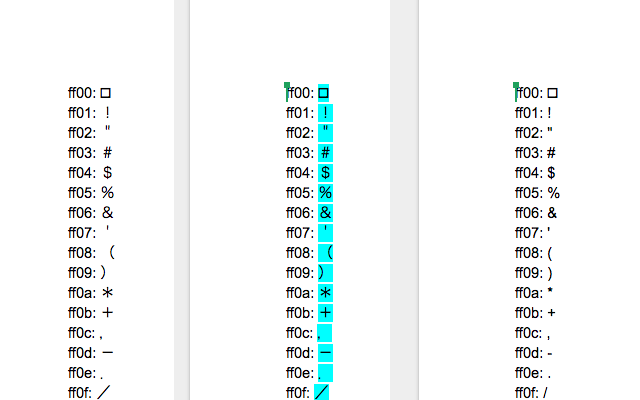 ff00: □
ff01: ！
ff02: ＂
ff03: ＃
ff04: ＄
ff05: ％
ff06: ＆
ff07: ＇
ff08: （
ff09: ）
ff0a: ＊
ff0b: ＋
ff0c: ，
ff0d: －
ff0e: ．
ff0f: ／
ff00: □
ff01: ！
ff02: ＂
ff03: ＃
ff04: ＄
ff05: ％
ff06: ＆
ff07: ＇
ff08: （
ff09: ）
ff0a: ＊
ff0b: ＋
ff0c: ，
ff0d: －
ff0e: ．
ff0f: ／
ff00: □
ff01: !
ff02: "
ff03: #
ff04: $
ff05: %
ff06: &
ff07: '
ff08: (
ff09: )
ff0a: *
ff0b: +
ff0c: ,
ff0d: -
ff0e: .
ff0f: /